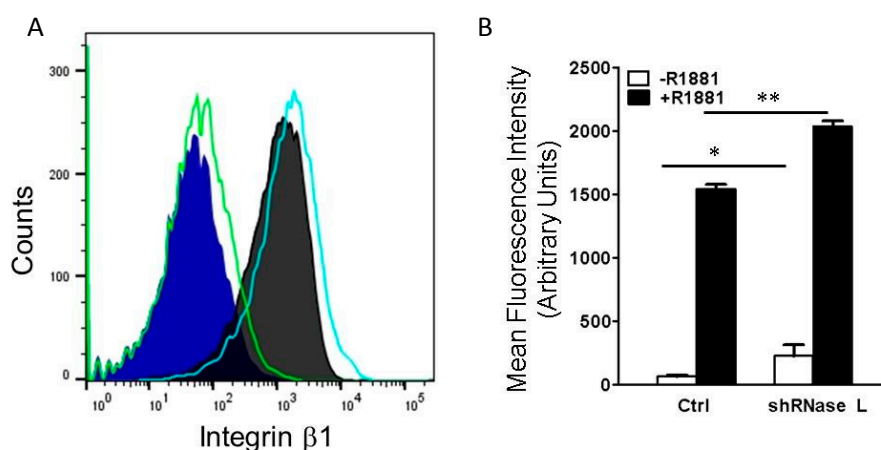 A
Counts
300
200
100
0
10^0 10^1 10^2 10^3 10^4 10^5
Integrin β1
B
Mean Fluorescence Intensity
(Arbitrary Units)
2500
2000
1500
1000
500
0
-R1881
+R1881
**
*
Ctrl shRNase L